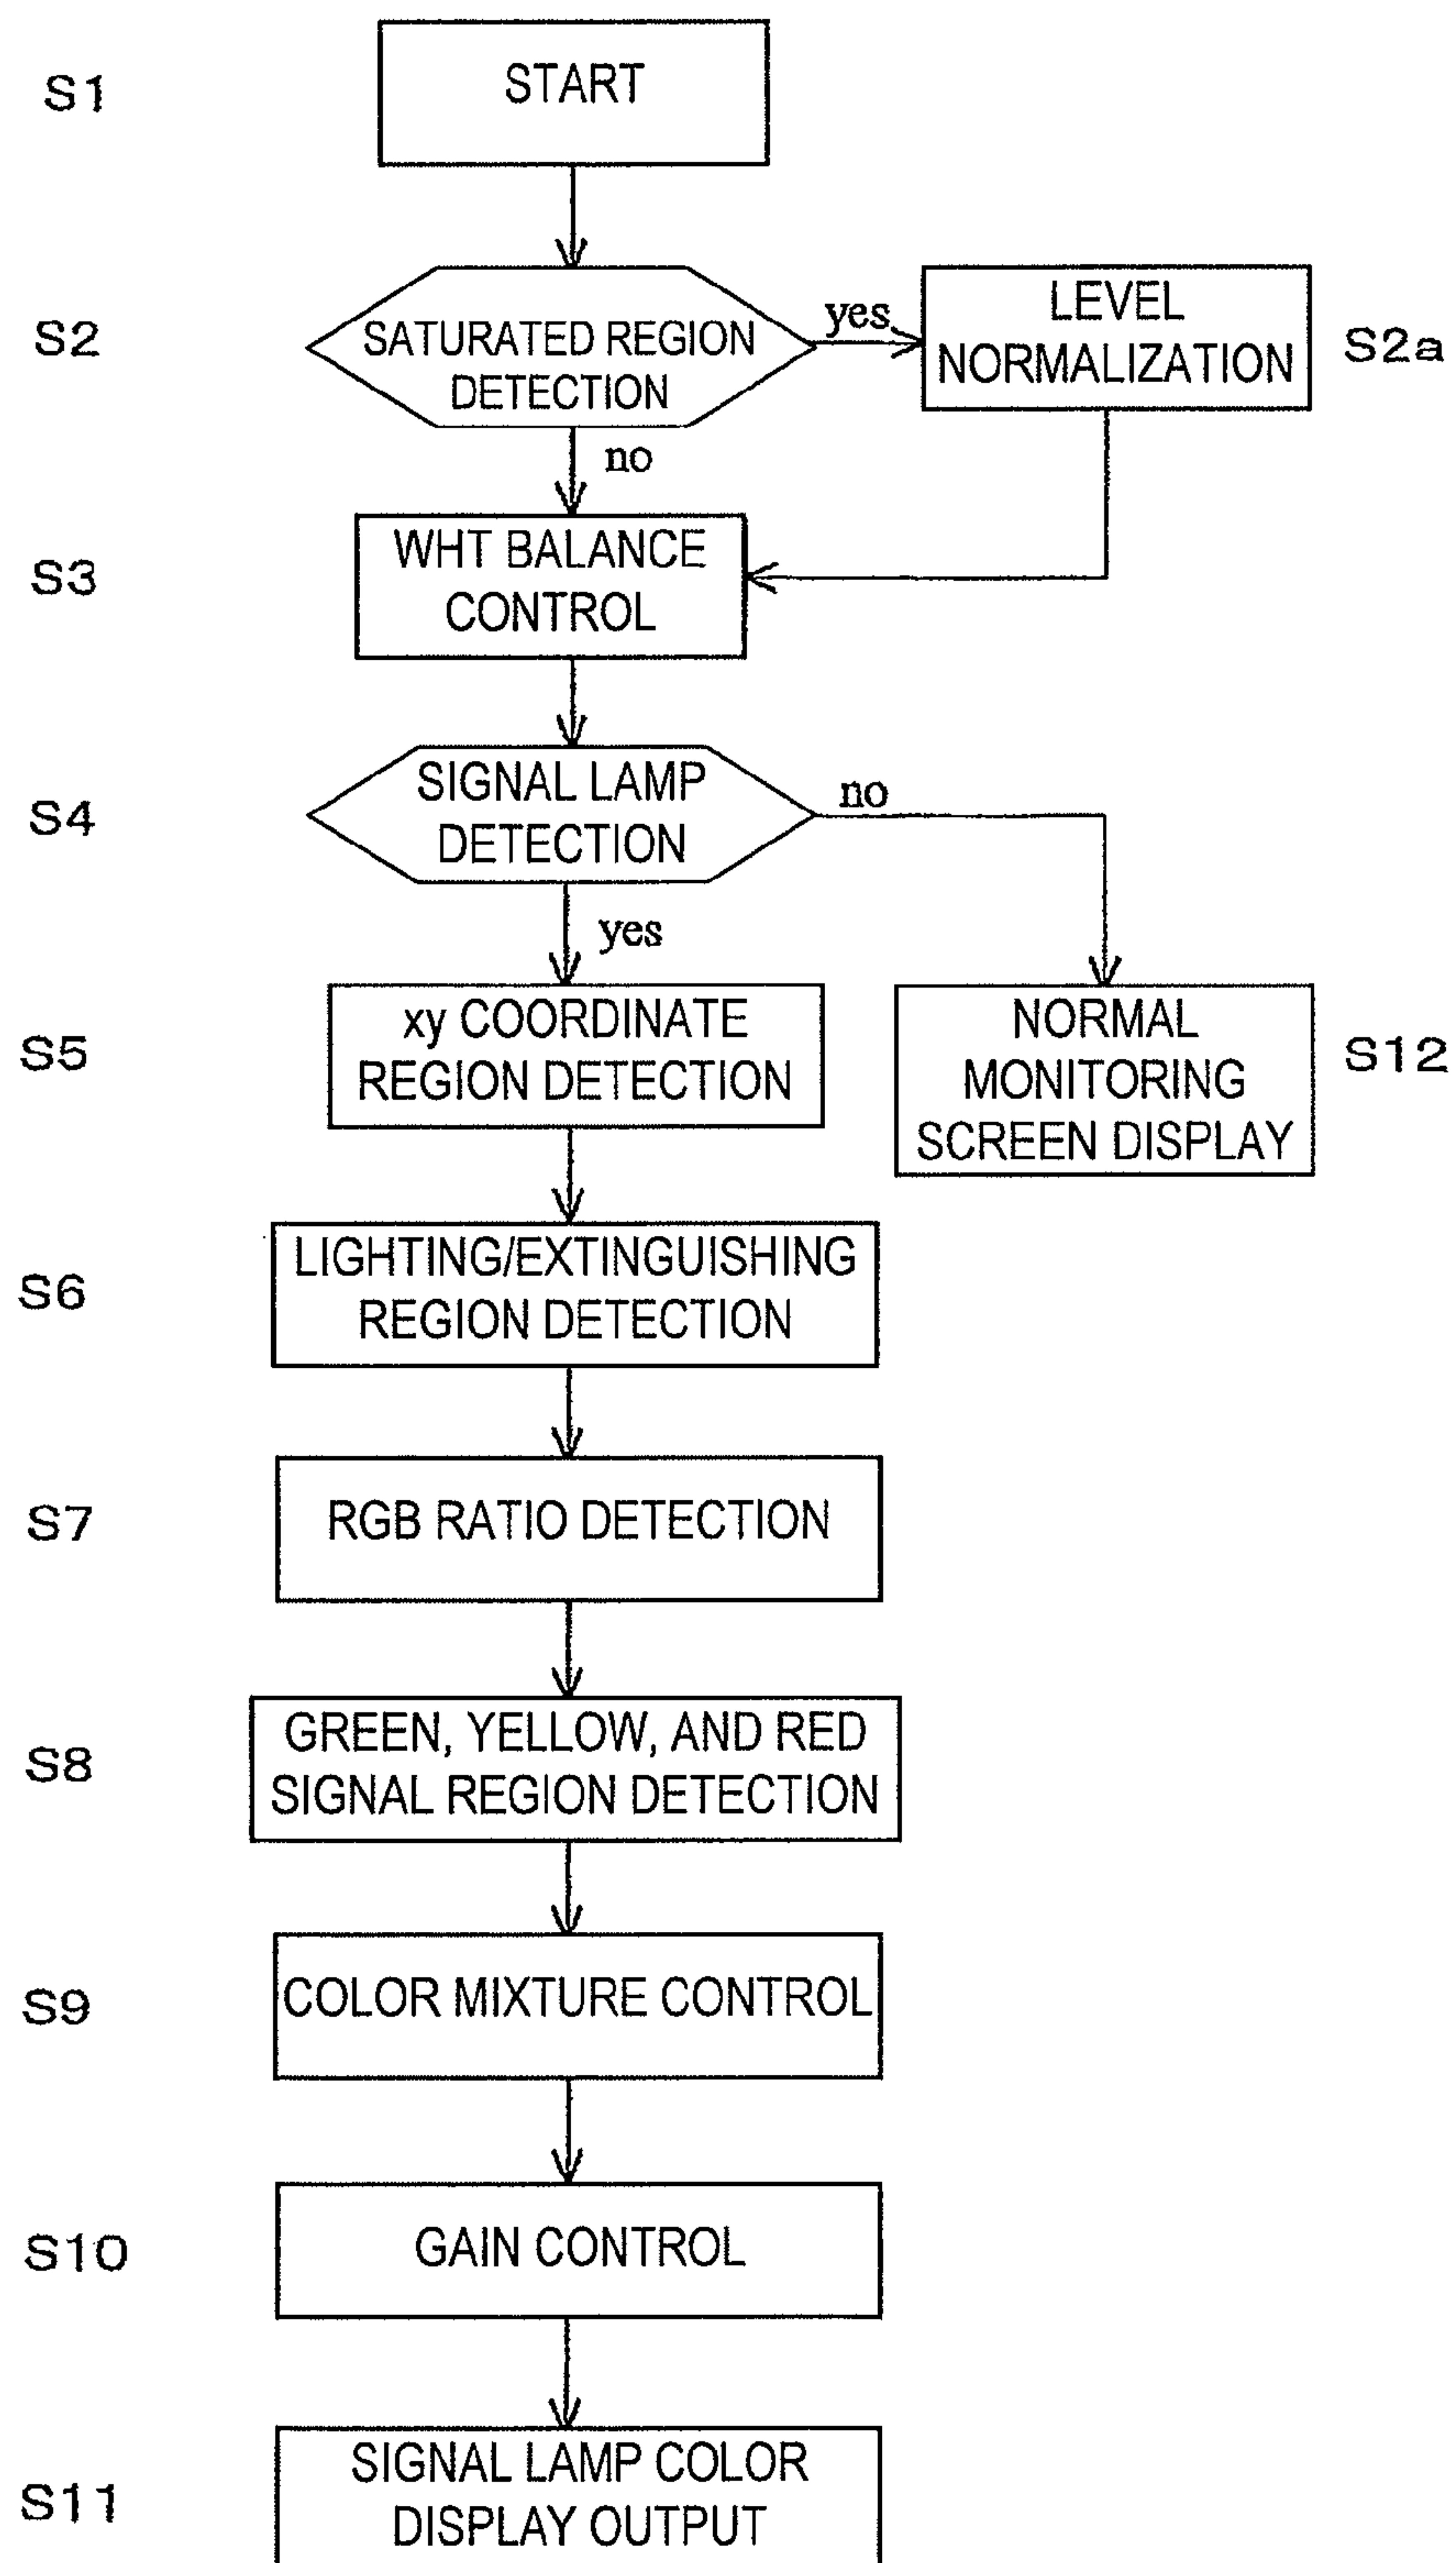 S1
START
S2
SATURATED REGION
DETECTION
yes
LEVEL
NORMALIZATION
S2a
no
S3
WHT BALANCE
CONTROL
S4
SIGNAL LAMP
DETECTION
no
yes
S5
xy COORDINATE
REGION DETECTION
NORMAL
MONITORING
SCREEN DISPLAY
S12
S6
LIGHTING/EXTINGUISHING
REGION DETECTION
S7
RGB RATIO DETECTION
S8
GREEN, YELLOW, AND RED
SIGNAL REGION DETECTION
S9
COLOR MIXTURE CONTROL
S10
GAIN CONTROL
S11
SIGNAL LAMP COLOR
DISPLAY OUTPUT